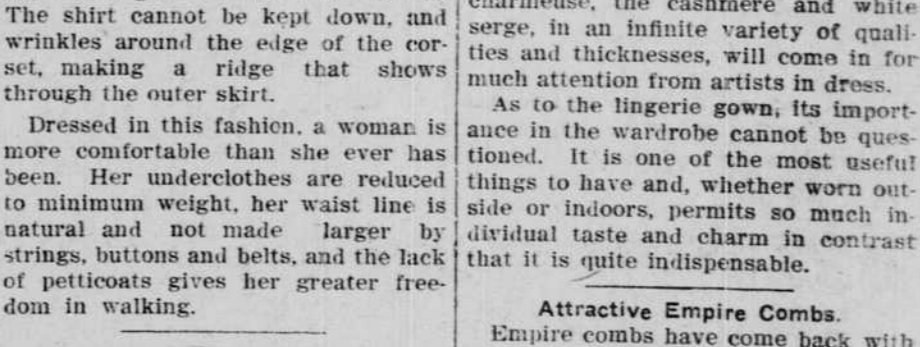 The shirt cannot be kept down, and
wrinkles around the edge of the cor-
set, making a ridge that shows
through the outer skirt.
Dressed in this fashion, a woman is
more comfortable than she ever has
been. Her underclothes are reduced
to minimum weight, her waist line is
natural and not made larger by
strings, buttons and belts, and the lack
of petticoats gives her greater free-
dom in walking.
charmeuse, the cashmere and white
serge, in an infinite variety of quali-
ties and thicknesses, will come in for
much attention from artists in dress.
As to the lingerie gown, its import-
ance in the wardrobe cannot be ques-
tioned. It is one of the most useful
things to have and, whether worn out-
side or indoors, permits so much in-
dividual taste and charm in contrast
that it is quite indispensable.
Attractive Empire Combs.
Empire combs have come back with